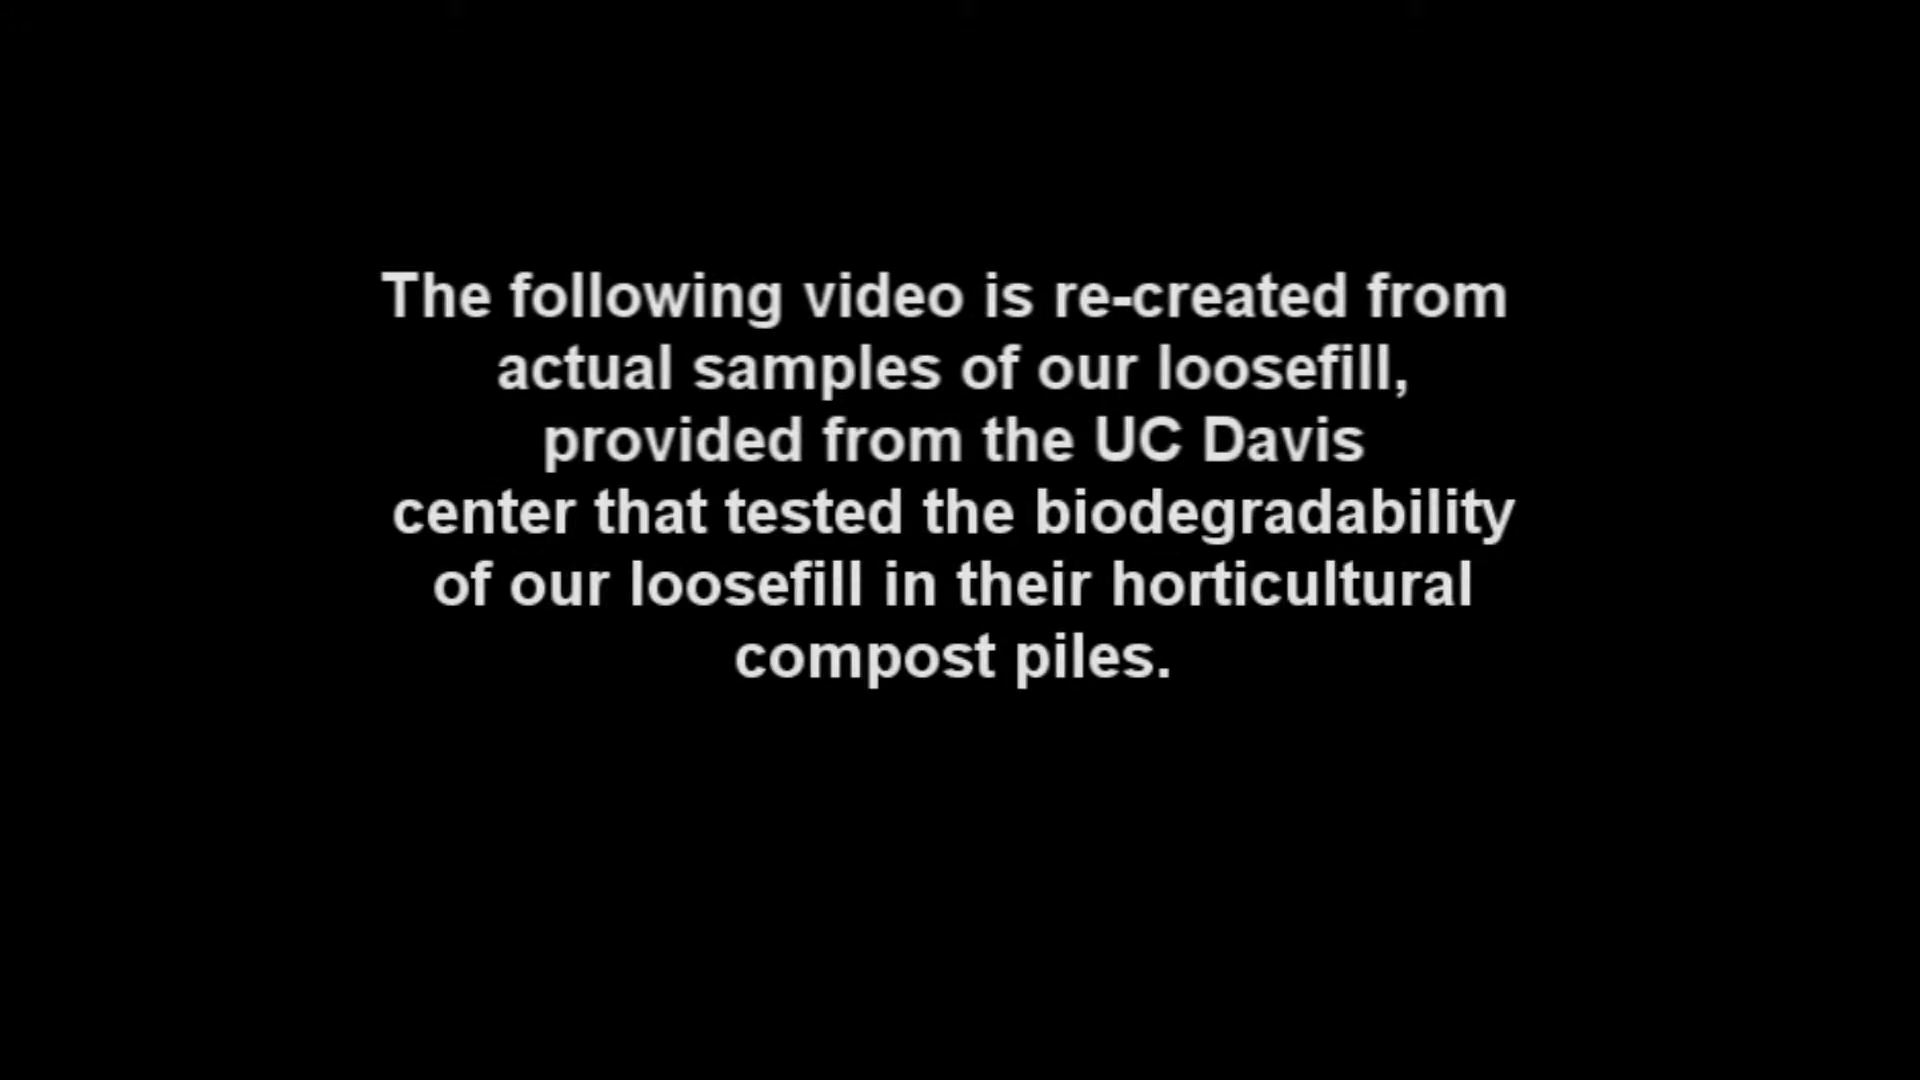 The following video is re-created from
actual samples of our loosefill,
provided from the UC Davis
center that tested the biodegradability
of our loosefill in their horticultural
compost piles.